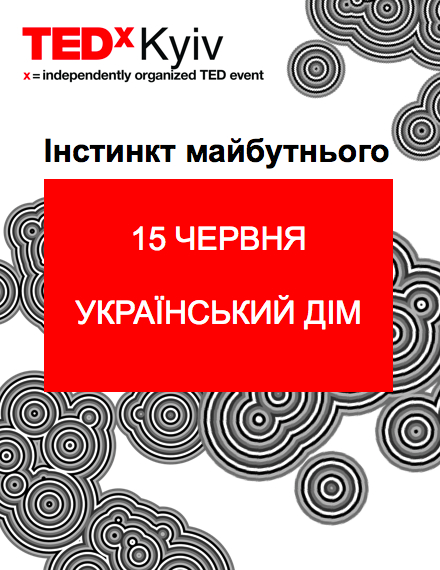 TEDxKyiv
x = independently organized TED event
Інстинкт майбутнього
15 ЧЕРВНЯ
УКРАЇНСЬКИЙ ДІМ